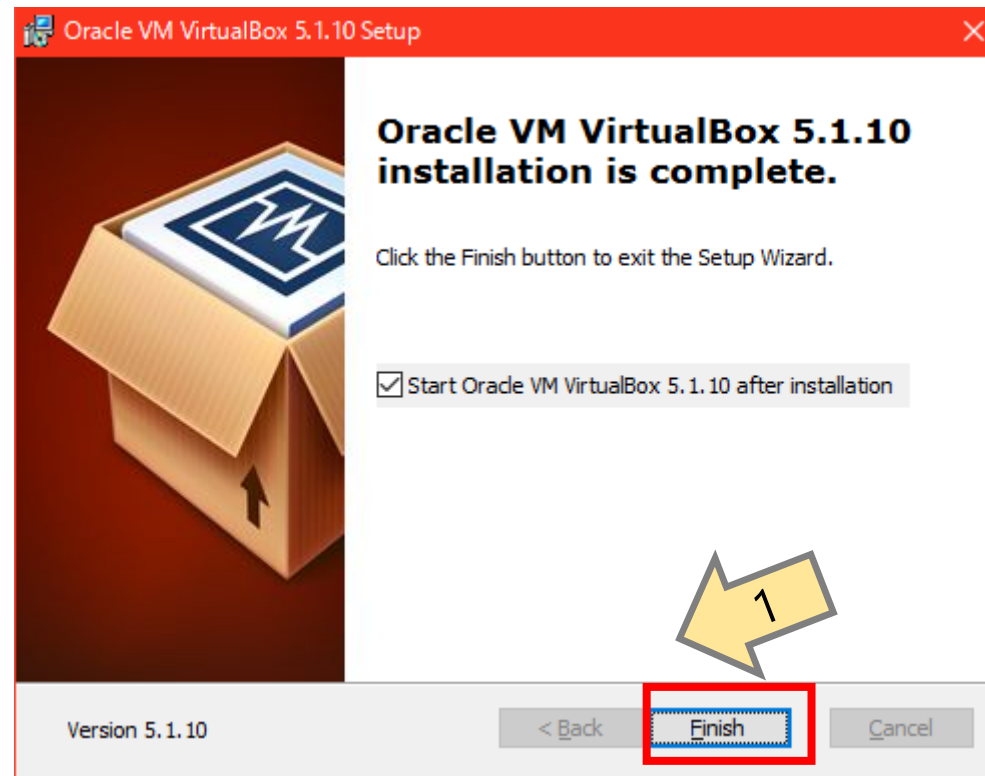 Oracle VM VirtualBox 5.1.10 Setup
Oracle VM VirtualBox 5.1.10
installation is complete.
Click the Finish button to exit the Setup Wizard.
Start Oracle VM VirtualBox 5.1.10 after installation
1
Version 5.1.10
< Back
Finish
Cancel